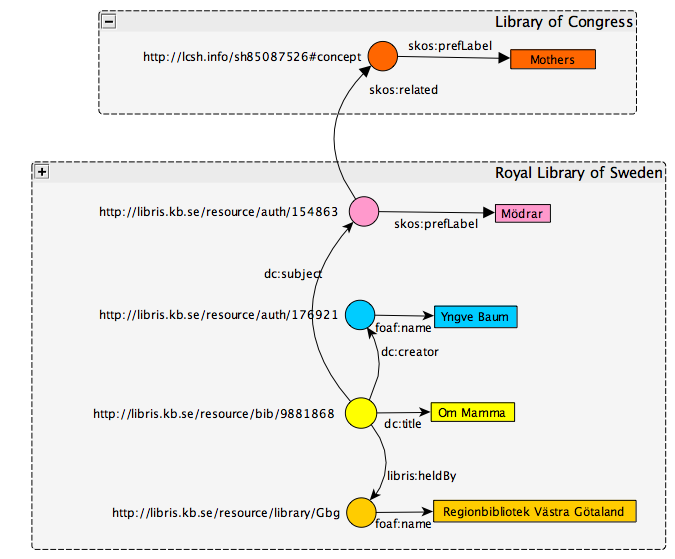 Library of Congress
skos:prefLabel
http://lcsh.info/sh85087526#concept
Mothers
skos:related
Royal Library of Sweden
http://libris.kb.se/resource/auth/154863
Mödrar
skos:prefLabel
dc:subject
http://libris.kb.se/resource/auth/176921
Yngve Baum
foaf:name
dc:creator
http://libris.kb.se/resource/bib/9881868
Om Mamma
dc:title
libris:heldBy
http://libris.kb.se/resource/library/Gbg
Regionbibliotek Västra Götaland
foaf:name